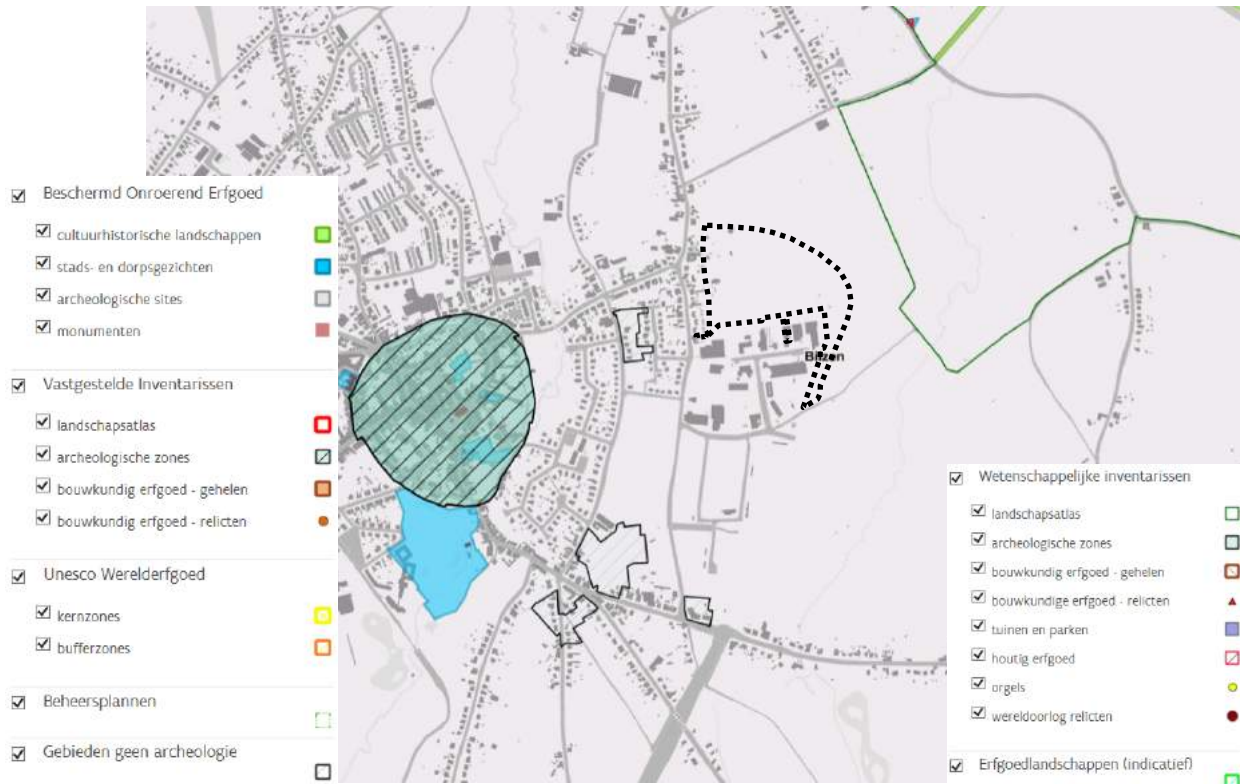 Beschermd Onroerend Erfgoed
cultuurhistorische landschappen
stads- en dorpsgezichten
archeologische sites
monumenten
Vastgestelde Inventarissen
landschapsatlas
archeologische zones
bouwkundig erfgoed - gehelen
bouwkundig erfgoed - relicten
Unesco Werelderfgoed
kernzones
bufferzones
Beheersplannen
Gebieden geen archeologie
Bilzen
Wetenschappelijke inventarissen
landschapsatlas
archeologische zones
bouwkundig erfgoed - gehelen
bouwkundige erfgoed - relicten
tuinen en parken
houtig erfgoed
orgels
wereldoorlog relicten
Erfgoedlandschappen (indicatief)